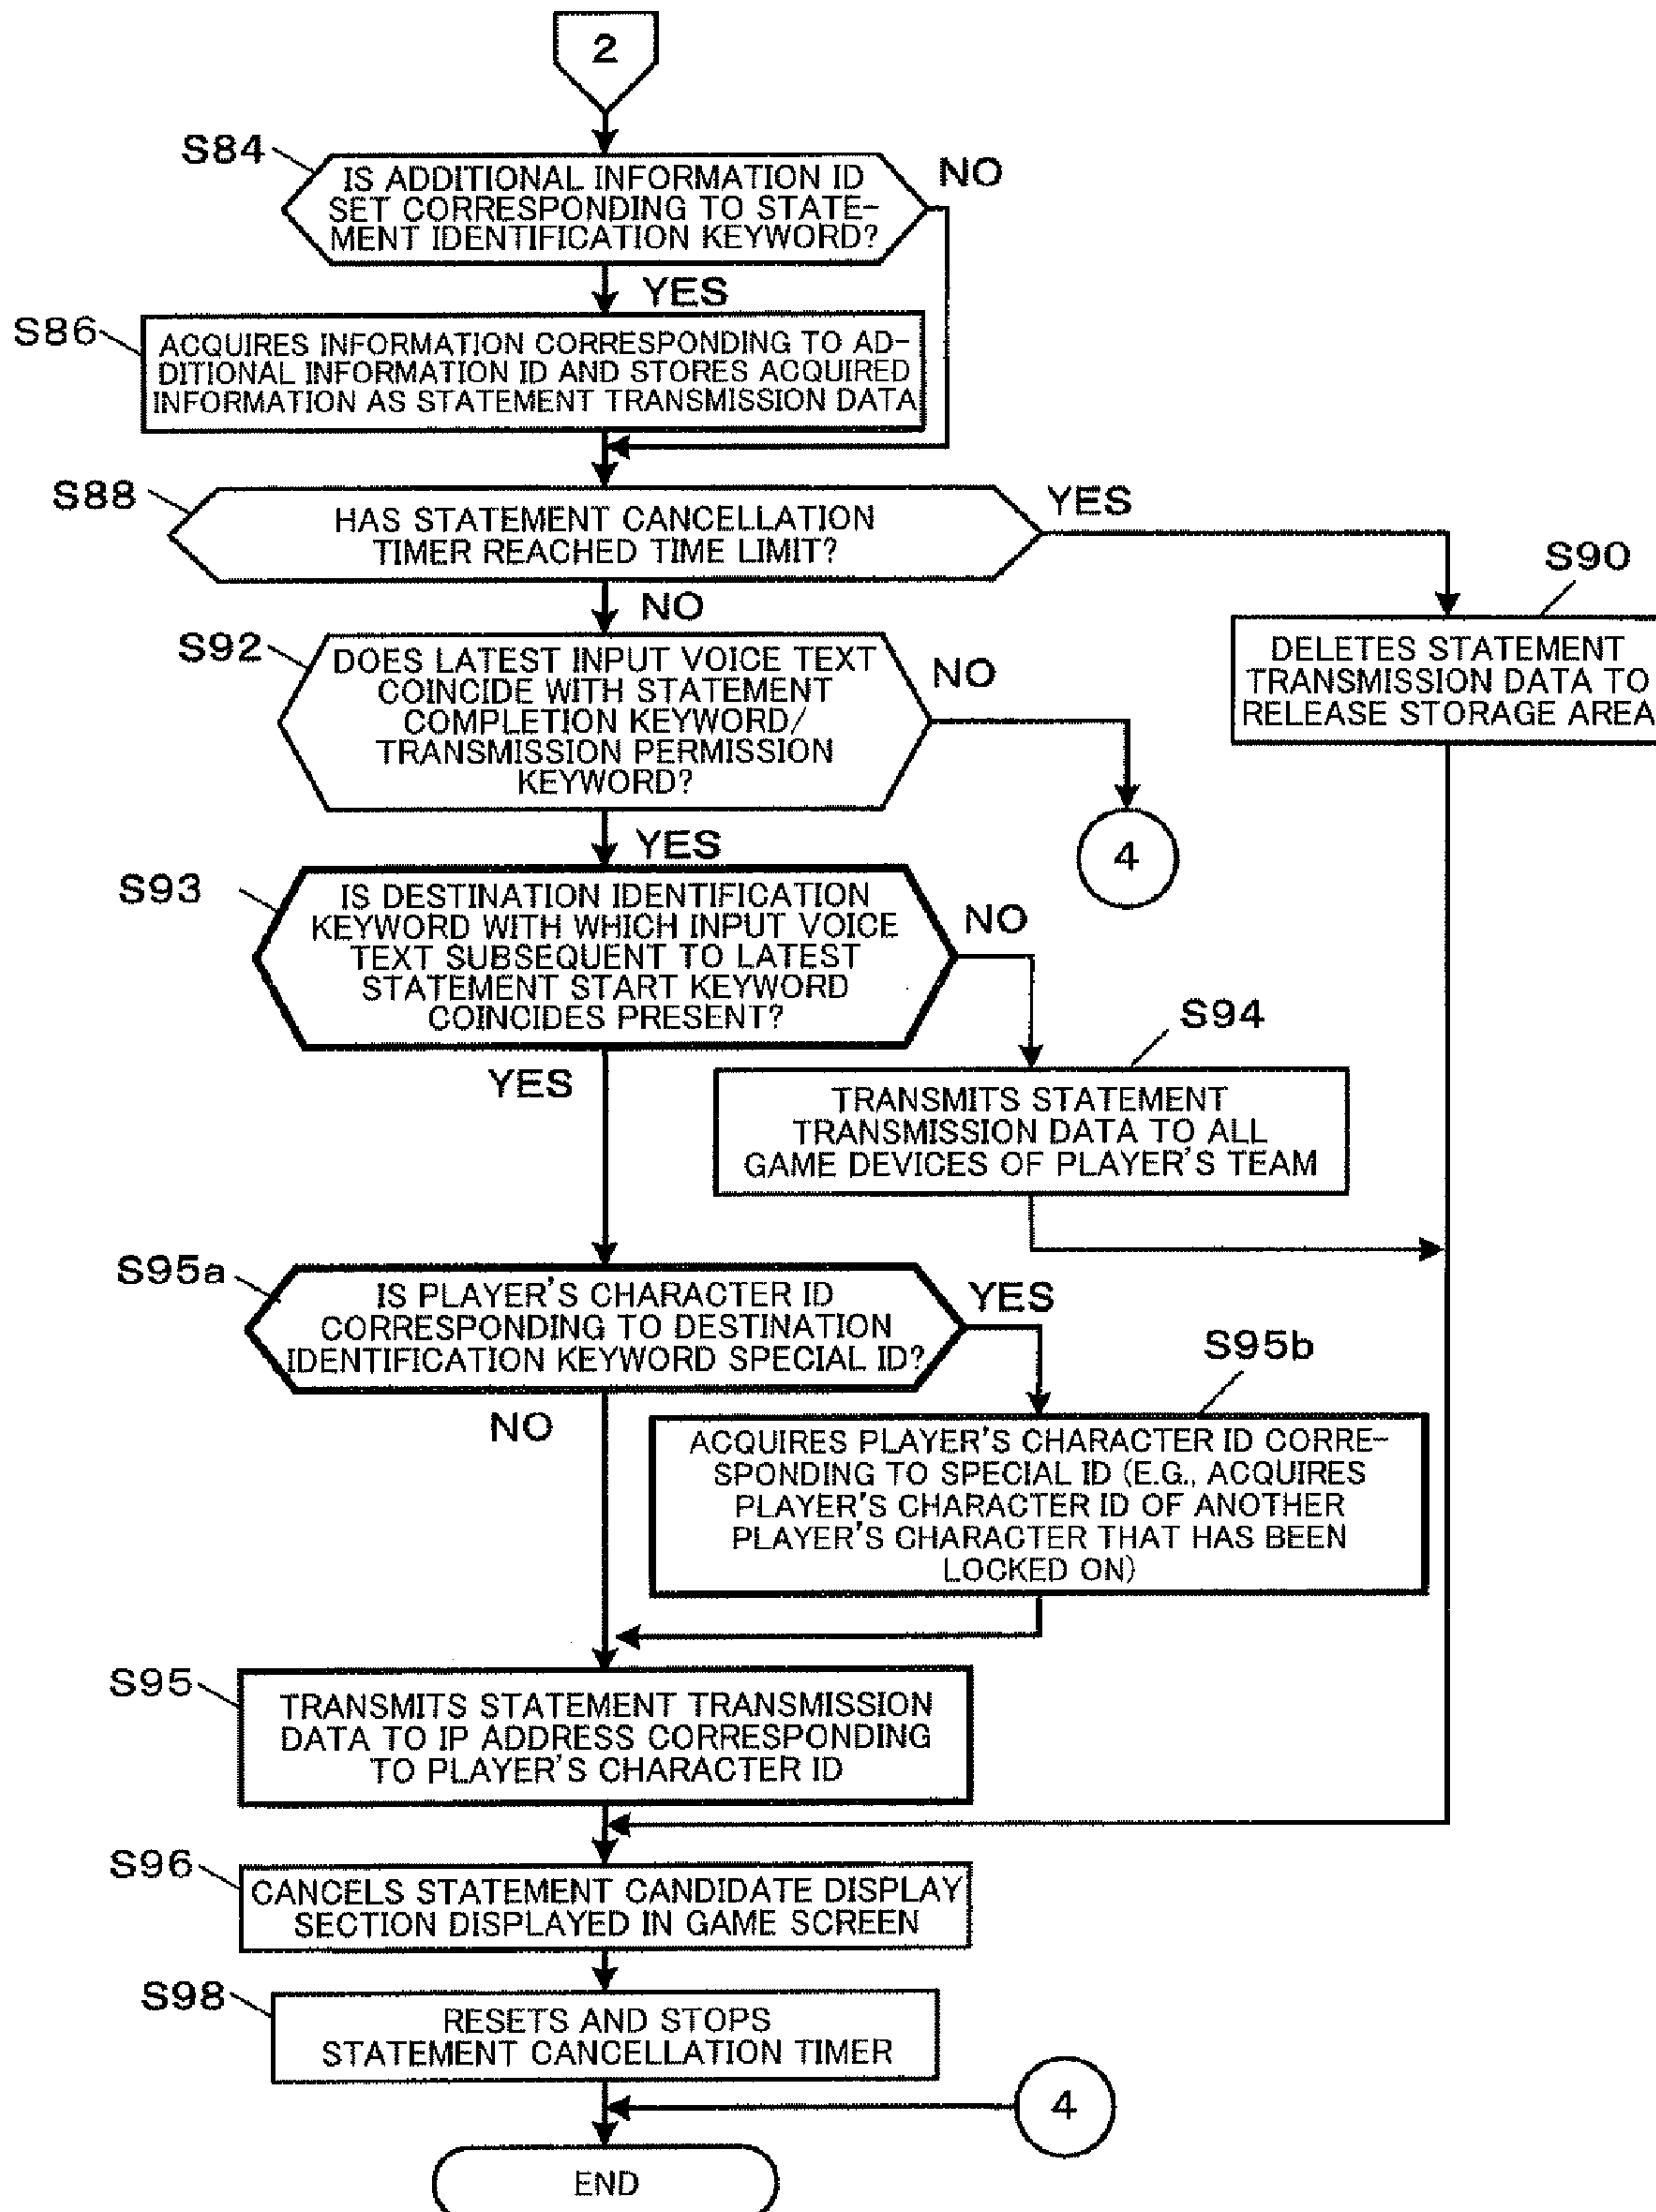 2
S84
IS ADDITIONAL INFORMATION ID
SET CORRESPONDING TO STATE-
MENT IDENTIFICATION KEYWORD?
NO
YES
S86
ACQUIRES INFORMATION CORRESPONDING TO AD-
DITIONAL INFORMATION ID AND STORES ACQUIRED
INFORMATION AS STATEMENT TRANSMISSION DATA
S88
HAS STATEMENT CANCELLATION
TIMER REACHED TIME LIMIT?
YES
NO
S90
DELETES STATEMENT
TRANSMISSION DATA TO
RELEASE STORAGE AREA
S92
DOES LATEST INPUT VOICE TEXT
COINCIDE WITH STATEMENT
COMPLETION KEYWORD/
TRANSMISSION PERMISSION
KEYWORD?
NO
4
YES
S93
IS DESTINATION IDENTIFICATION
KEYWORD WITH WHICH INPUT VOICE
TEXT SUBSEQUENT TO LATEST
STATEMENT START KEYWORD
COINCIDES PRESENT?
NO
YES
S94
TRANSMITS STATEMENT
TRANSMISSION DATA TO ALL
GAME DEVICES OF PLAYER'S TEAM
S95a
IS PLAYER'S CHARACTER ID
CORRESPONDING TO DESTINATION
IDENTIFICATION KEYWORD SPECIAL ID?
YES
NO
S95b
ACQUIRES PLAYER'S CHARACTER ID CORRE-
SPONDING TO SPECIAL ID (E.G., ACQUIRES
PLAYER'S CHARACTER ID OF ANOTHER
PLAYER'S CHARACTER THAT HAS BEEN
LOCKED ON)
S95
TRANSMITS STATEMENT TRANSMISSION
DATA TO IP ADDRESS CORRESPONDING
TO PLAYER'S CHARACTER ID
S96
CANCELS STATEMENT CANDIDATE DISPLAY
SECTION DISPLAYED IN GAME SCREEN
S98
RESETS AND STOPS
STATEMENT CANCELLATION TIMER
4
END